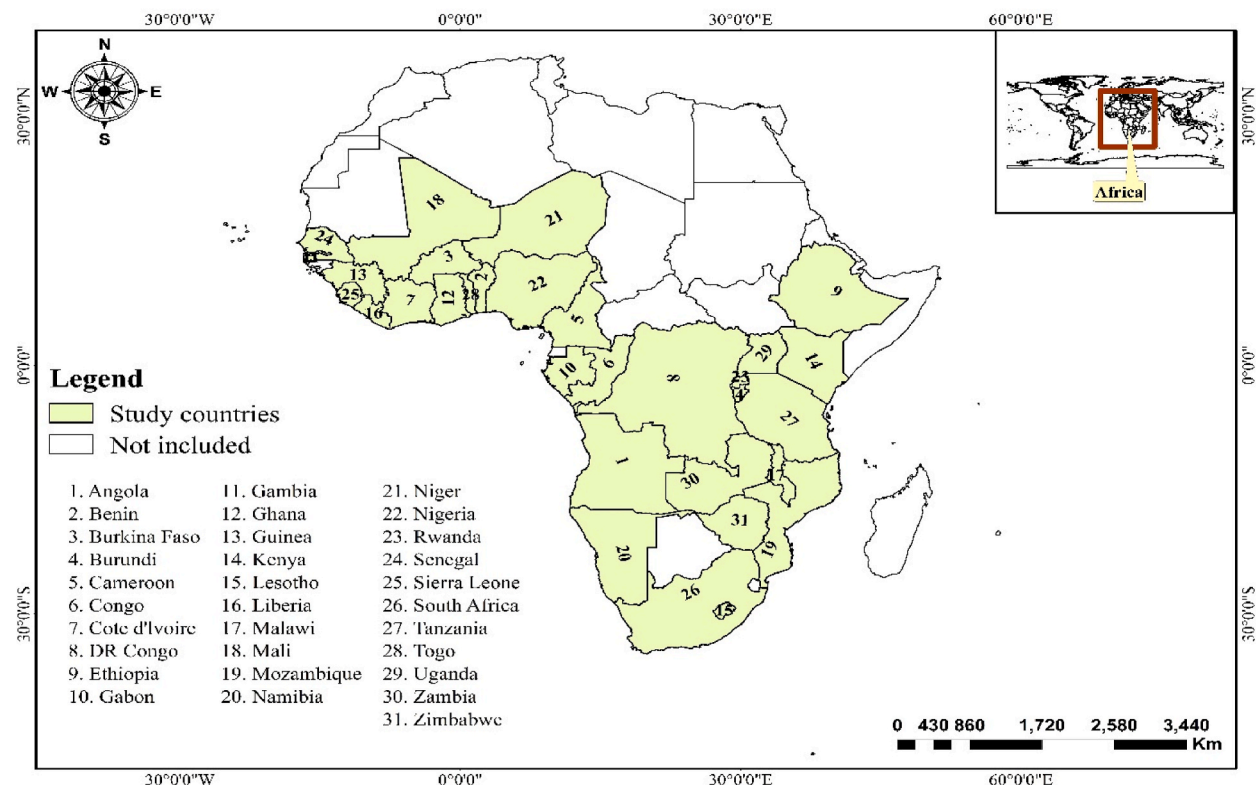 30°0'0"W 0°0'0" 30°0'0"E 60°0'0"E
N
W E
S
30°0'0"N
30°0'0"N
Africa
18
21
24
11
13
3
2
25
7
12
28
22
16
5
9
10
6
8
29
14
23
4
27
1
30
17
31
19
20
26
15
0°0'0"
0°0'0"
30°0'0"S
30°0'0"S
Legend
Study countries
Not included
1. Angola
2. Benin
3. Burkina Faso
4. Burundi
5. Cameroon
6. Congo
7. Cote d'Ivoire
8. DR Congo
9. Ethiopia
10. Gabon
11. Gambia
12. Ghana
13. Guinea
14. Kenya
15. Lesotho
16. Liberia
17. Malawi
18. Mali
19. Mozambique
20. Namibia
21. Niger
22. Nigeria
23. Rwanda
24. Senegal
25. Sierra Leone
26. South Africa
27. Tanzania
28. Togo
29. Uganda
30. Zambia
31. Zimbabwe
0 430 860 1,720 2,580 3,440
Km
30°0'0"W 0°0'0" 30°0'0"E 60°0'0"E